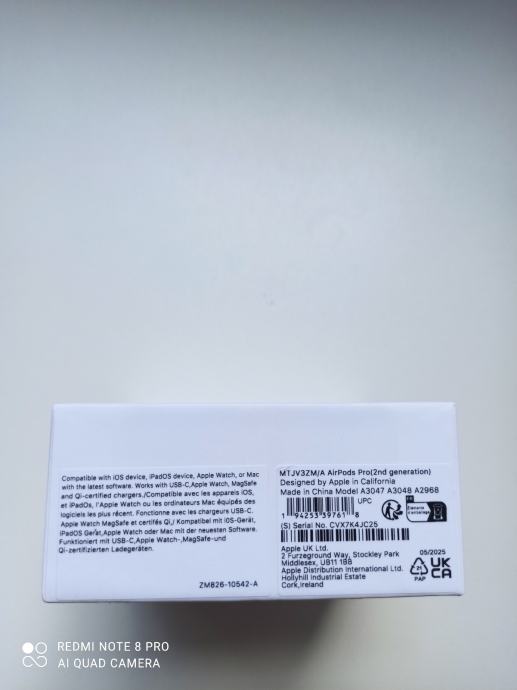 Compatible with iOS device, iPadOS device, Apple Watch, or Mac
with the latest software. Works with USB-C,Apple Watch, MagSafe
and Qi-certified chargers./Compatible avec les appareils iOS,
et iPadOs, l'Apple Watch ou les ordinateurs Mac équipés des
logiciels les plus récent. Fonctionne avec les chargeurs USB-C.
Apple Watch MagSafe et certifés Qi,/ Kompatibel mit iOS-Gerät,
iPadOS Gerät,Apple Watch oder Mac mit der neuesten Software.
Funktioniert mit USB-C,Apple Watch-,MagSafe-und
Qi-zertifizierten Ladegeräten.
ZM826-10542-A
MTJV3ZM/A AirPods Pro(2nd generation)
Designed by Apple in California
Made in China Model A3047 A3048 A2968
UPC
1 94253 39761 8
(S) Serial No. CVX7K4JC25
Apple UK Ltd.
2 Furzeground Way, Stockley Park
Middlesex, UB11 1BB
Apple Distribution International Ltd.
Hollyhill Industrial Estate
Cork,Ireland
05/2025
21
PAP
UK
CA
REDMI NOTE 8 PRO
AI QUAD CAMERA